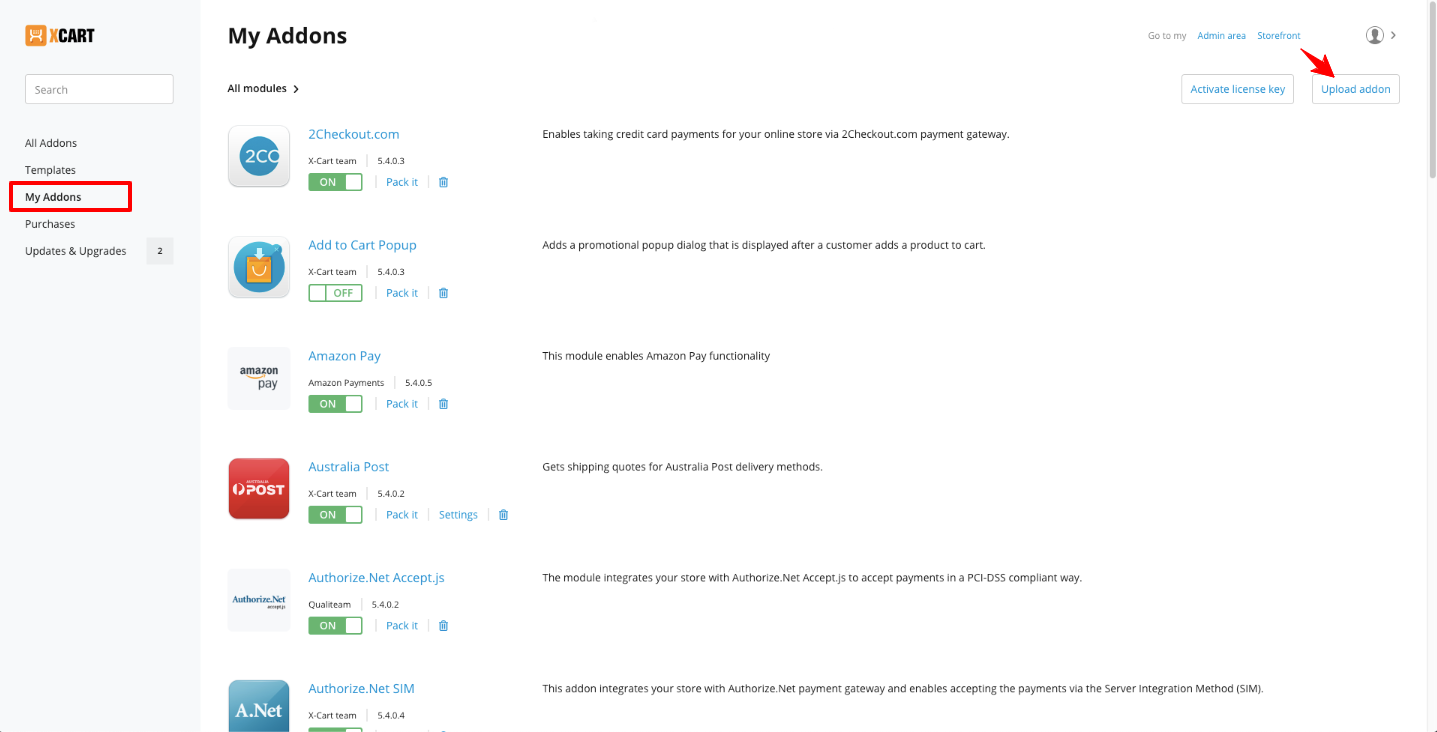 XCART
My Addons
Go to my Admin area Storefront
Search
All modules
Activate license key
Upload addon
All Addons
Templates
My Addons
Purchases
Updates & Upgrades 2
2CO
2Checkout.com
Enables taking credit card payments for your online store via 2Checkout.com payment gateway.
X-Cart team 5.4.0.3
ON Pack it
Add to Cart Popup
Adds a promotional popup dialog that is displayed after a customer adds a product to cart.
X-Cart team 5.4.0.3
OFF Pack it
amazon
pay
Amazon Pay
This module enables Amazon Pay functionality
Amazon Payments 5.4.0.5
ON Pack it
AUSTRALIA
POST
Australia Post
Gets shipping quotes for Australia Post delivery methods.
X-Cart team 5.4.0.2
ON Pack it Settings
Authorize.Net
accept.js
Authorize.Net Accept.js
The module integrates your store with Authorize.Net Accept.js to accept payments in a PCI-DSS compliant way.
Qualiteam 5.4.0.2
ON Pack it
A.Net
Authorize.Net SIM
This addon integrates your store with Authorize.Net payment gateway and enables accepting the payments via the Server Integration Method (SIM).
X-Cart team 5.4.0.4